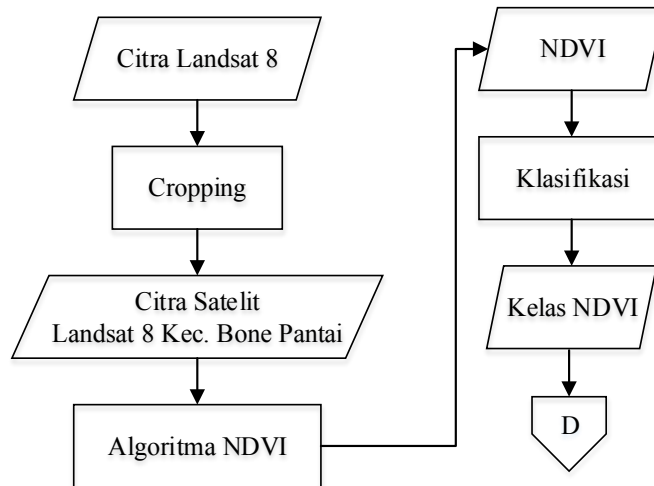 Citra Landsat 8
Cropping
Citra Satelit
Landsat 8 Kec. Bone Pantai
Algoritma NDVI
NDVI
Klasifikasi
Kelas NDVI
D